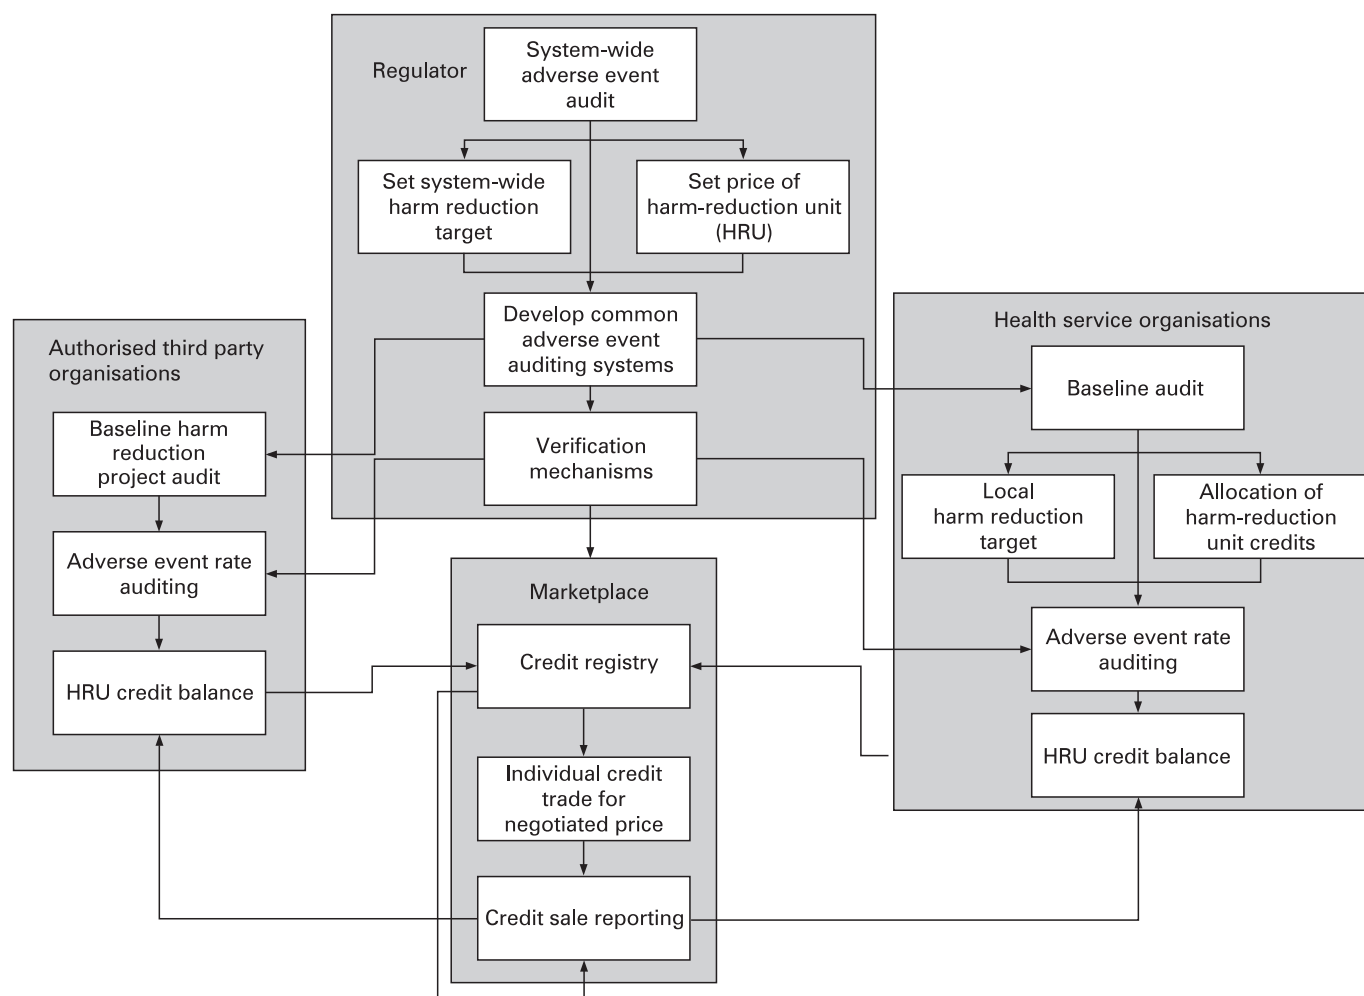 Regulator
System-wide
adverse event
audit
Set system-wide
harm reduction
target
Set price of
harm-reduction unit
(HRU)
Develop common
adverse event
auditing systems
Verification
mechanisms
Authorised third party
organisations
Baseline harm
reduction
project audit
Adverse event rate
auditing
HRU credit balance
Marketplace
Credit registry
Individual credit
trade for
negotiated price
Credit sale reporting
Health service organisations
Baseline audit
Local
harm reduction
target
Allocation of
harm-reduction
unit credits
Adverse event rate
auditing
HRU credit balance